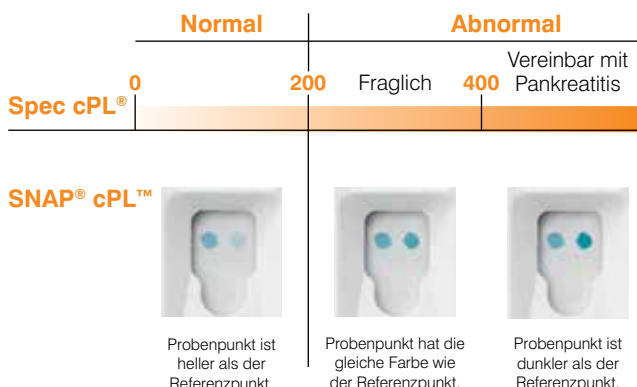 Normal
Abnormal
Vereinbar mit
0
200
Fraglich
400
Pankreatitis
Spec cPL®
SNAP® cPL™
Probenpunkt ist
heller als der
Referenzpunkt.
Probenpunkt hat die
gleiche Farbe wie
der Referenzpunkt.
Probenpunkt ist
dunkler als der
Referenzpunkt.